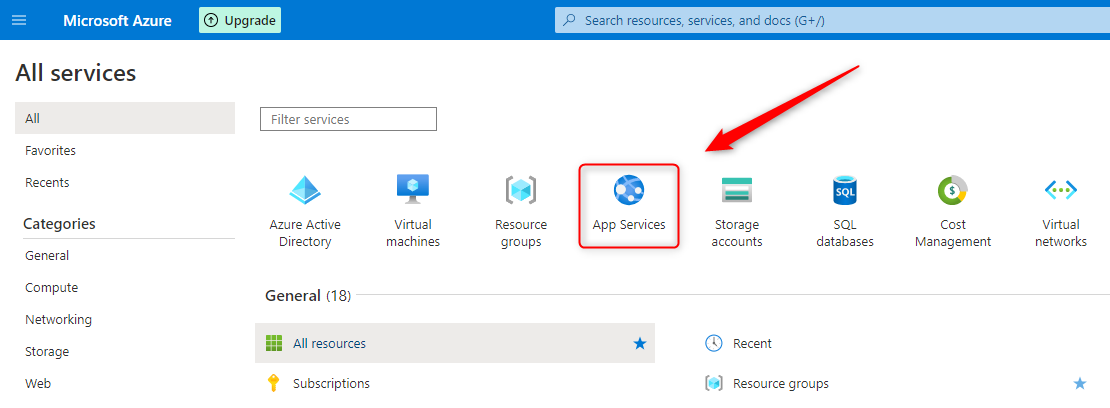 Microsoft Azure
Upgrade
Search resources, services, and docs (G+/)
All services
All
Favorites
Recents
Categories
General
Compute
Networking
Storage
Web
Filter services
Azure Active
Directory
Virtual
machines
Resource
groups
App Services
Storage
accounts
SQL
SQL
databases
$
Cost
Management
Virtual
networks
General (18)
All resources
Recent
Subscriptions
Resource groups